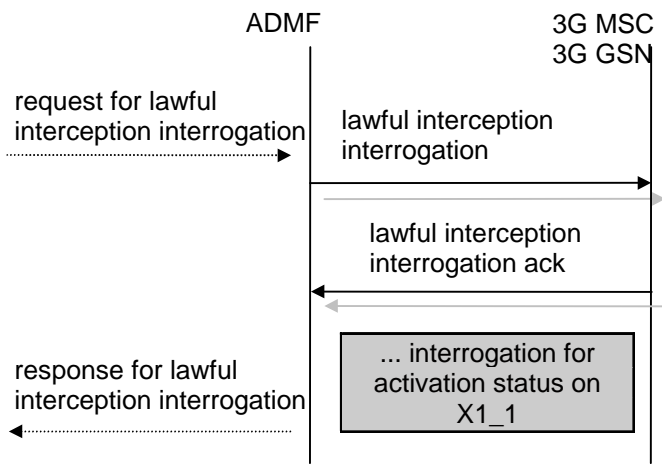 ADMF
3G MSC
3G GSN
request for lawful
interception interrogation
lawful interception
interrogation
lawful interception
interrogation ack
... interrogation for
activation status on
X1_1
response for lawful
interception interrogation